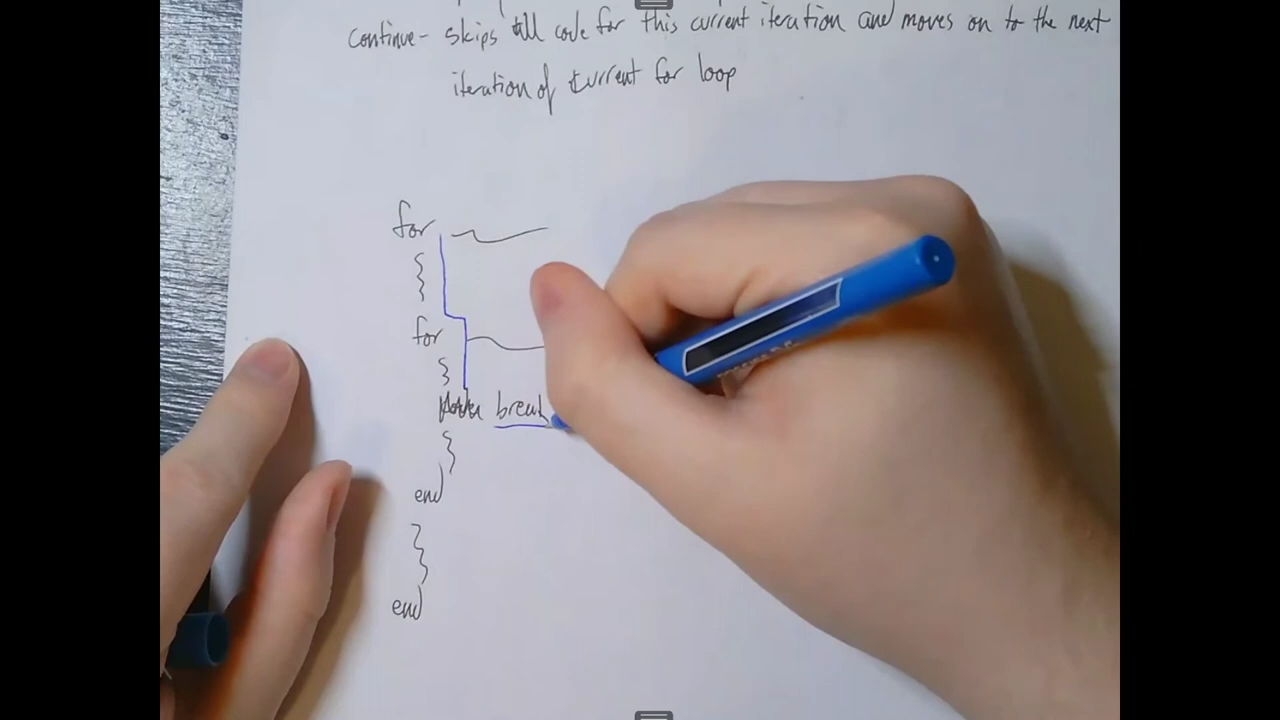 continue - skips all code for this current iteration and moves on to the next
iteration of current for loop
for
for
break
end
end